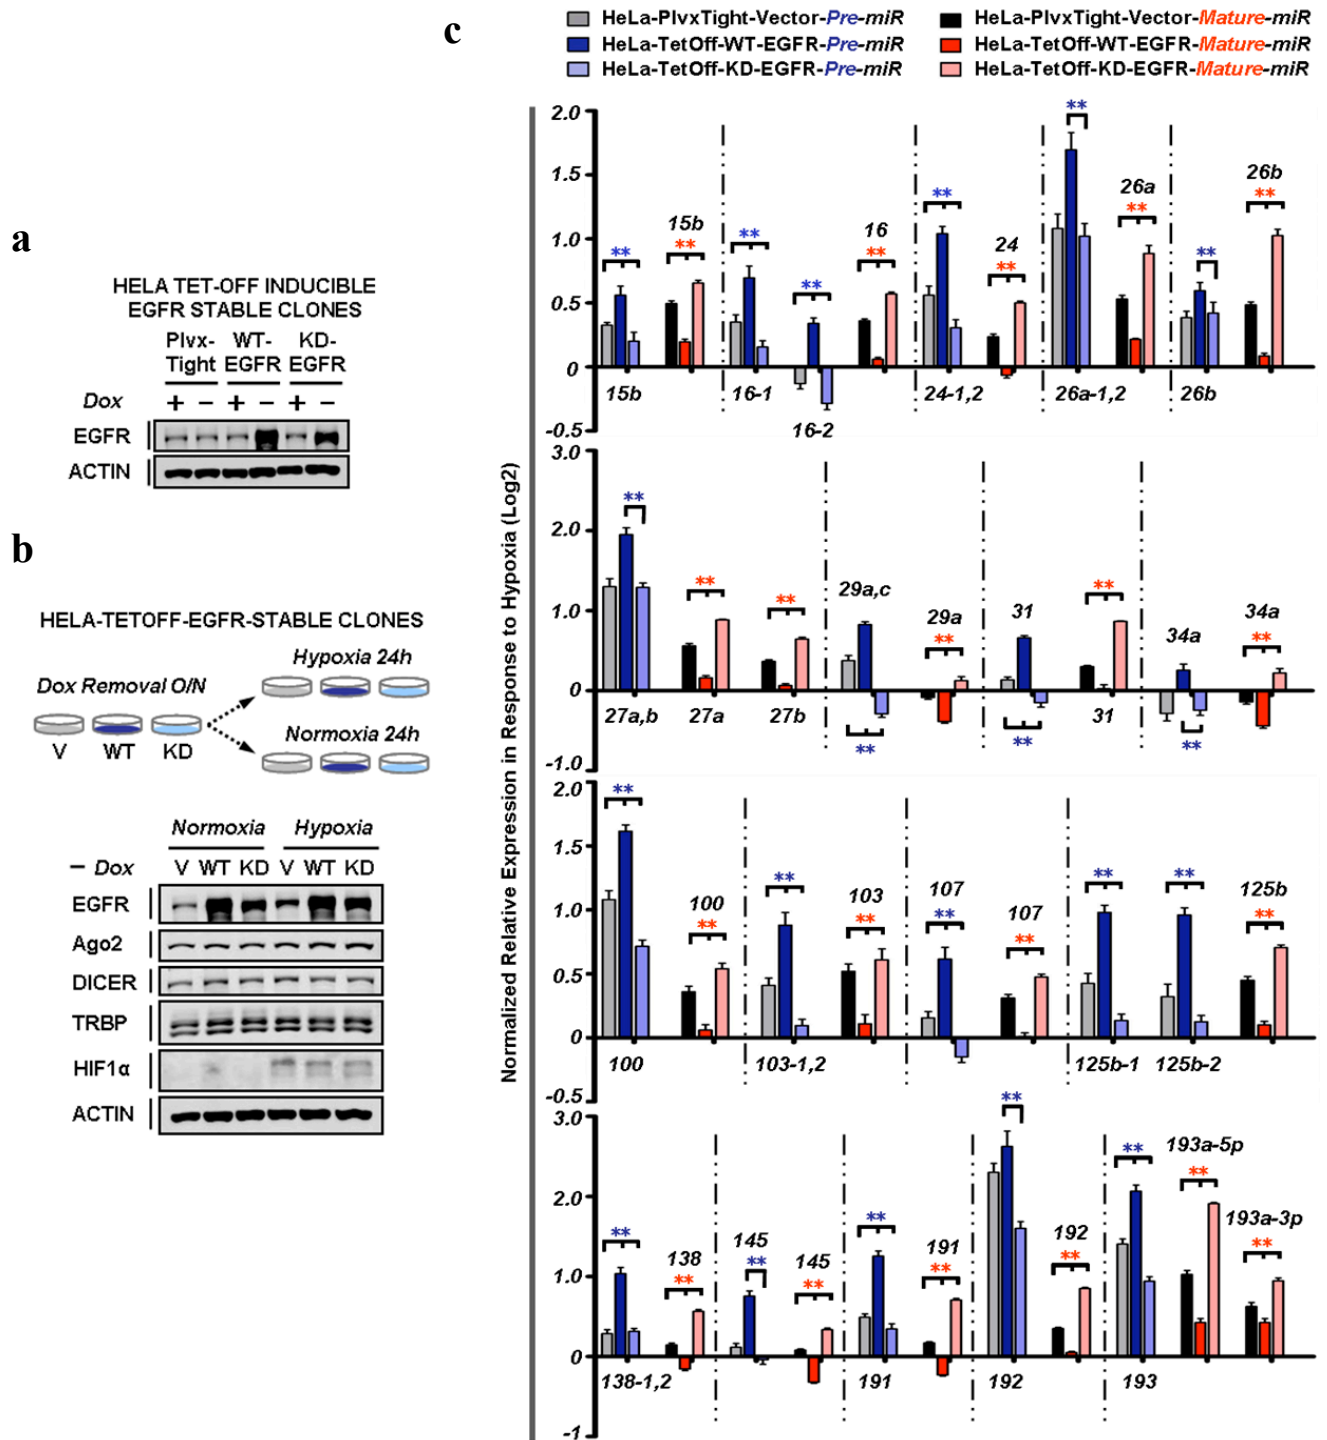 a
HELA TET-OFF INDUCIBLE
EGFR STABLE CLONES
Plvx- WT- KD-
Tight EGFR EGFR
Dox + − + − + −
EGFR
ACTIN
b
HELA-TETOFF-EGFR-STABLE CLONES
Hypoxia 24h
Dox Removal O/N
V WT KD
Normoxia 24h
Normoxia Hypoxia
− Dox V WT KD V WT KD
EGFR
Ago2
DICER
TRBP
HIF1α
ACTIN
c
HeLa-PlvxTight-Vector-Pre-miR HeLa-PlvxTight-Vector-Mature-miR
HeLa-TetOff-WT-EGFR-Pre-miR HeLa-TetOff-WT-EGFR-Mature-miR
HeLa-TetOff-KD-EGFR-Pre-miR HeLa-TetOff-KD-EGFR-Mature-miR
Normalized Relative Expression in Response to Hypoxia (Log2)
2.0
1.5
1.0
0.5
0
-0.5
** 15b ** ** ** 16 ** ** 24 ** ** 26a ** ** 26b **
15b 16-1 24-1,2 26a-1,2 26b
16-2
3.0
2.0
1.0
0
-1.0
** ** ** 29a,c 29a ** 31 ** 34a 34a **
27a,b 27a 27b ** ** 31 **
2.0
1.5
1.0
0.5
0
-0.5
** 100 ** ** 103 ** ** 107 ** ** ** 125b **
100 103-1,2 107 125b-1 125b-2
3.0
2.0
1.0
0
-1
** 138 ** 145 ** 145 ** ** 191 ** ** 192 ** ** 193a-5p ** 193a-3p **
138-1,2 191 192 193